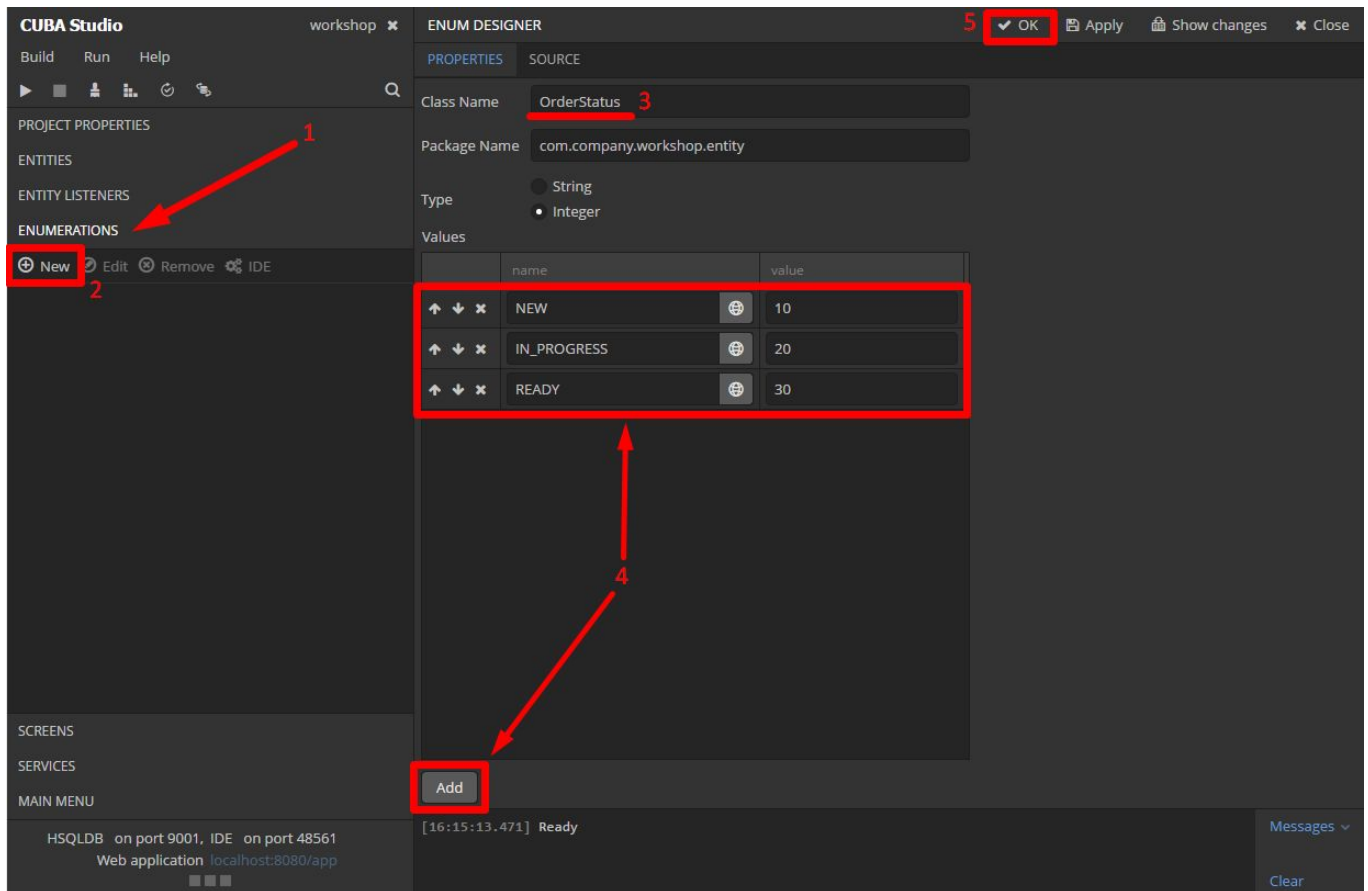 CUBA Studio workshop
Build Run Help
PROJECT PROPERTIES
1
ENTITIES
ENTITY LISTENERS
ENUMERATIONS
New Edit Remove IDE
2
SCREENS
SERVICES
MAIN MENU
HSQLDB on port 9001, IDE on port 48561
Web application localhost:8080/app
ENUM DESIGNER 5 OK Apply Show changes Close
PROPERTIES SOURCE
Class Name OrderStatus 3
Package Name com.company.workshop.entity
Type
String
Integer
Values
name value
NEW 10
IN_PROGRESS 20
READY 30
4
Add
[16:15:13.471] Ready
Messages
Clear